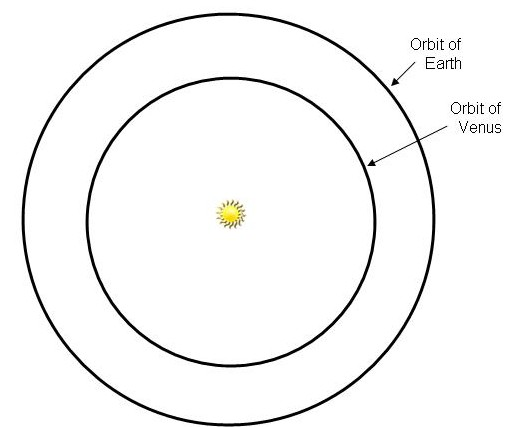 Orbit of
Earth
Orbit of
Venus